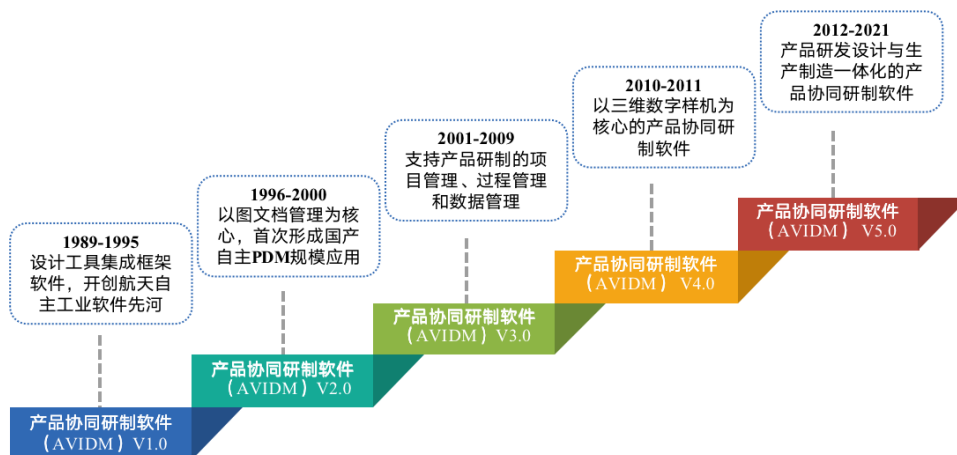 1989-1995
设计工具集成框架
软件，开创航天自
主工业软件先河
产品协同研制软件
（AVIDM）V1.0
1996-2000
以图文档管理为核
心，首次形成国产
自主PDM规模应用
产品协同研制软件
（AVIDM）V2.0
2001-2009
支持产品研制的项
目管理、过程管理
和数据管理
产品协同研制软件
（AVIDM）V3.0
2010-2011
以三维数字样机为
核心的产品协同研
制软件
产品协同研制软件
（AVIDM）V4.0
2012-2021
产品研发设计与生
产制造一体化的产
品协同研制软件
产品协同研制软件
（AVIDM）V5.0